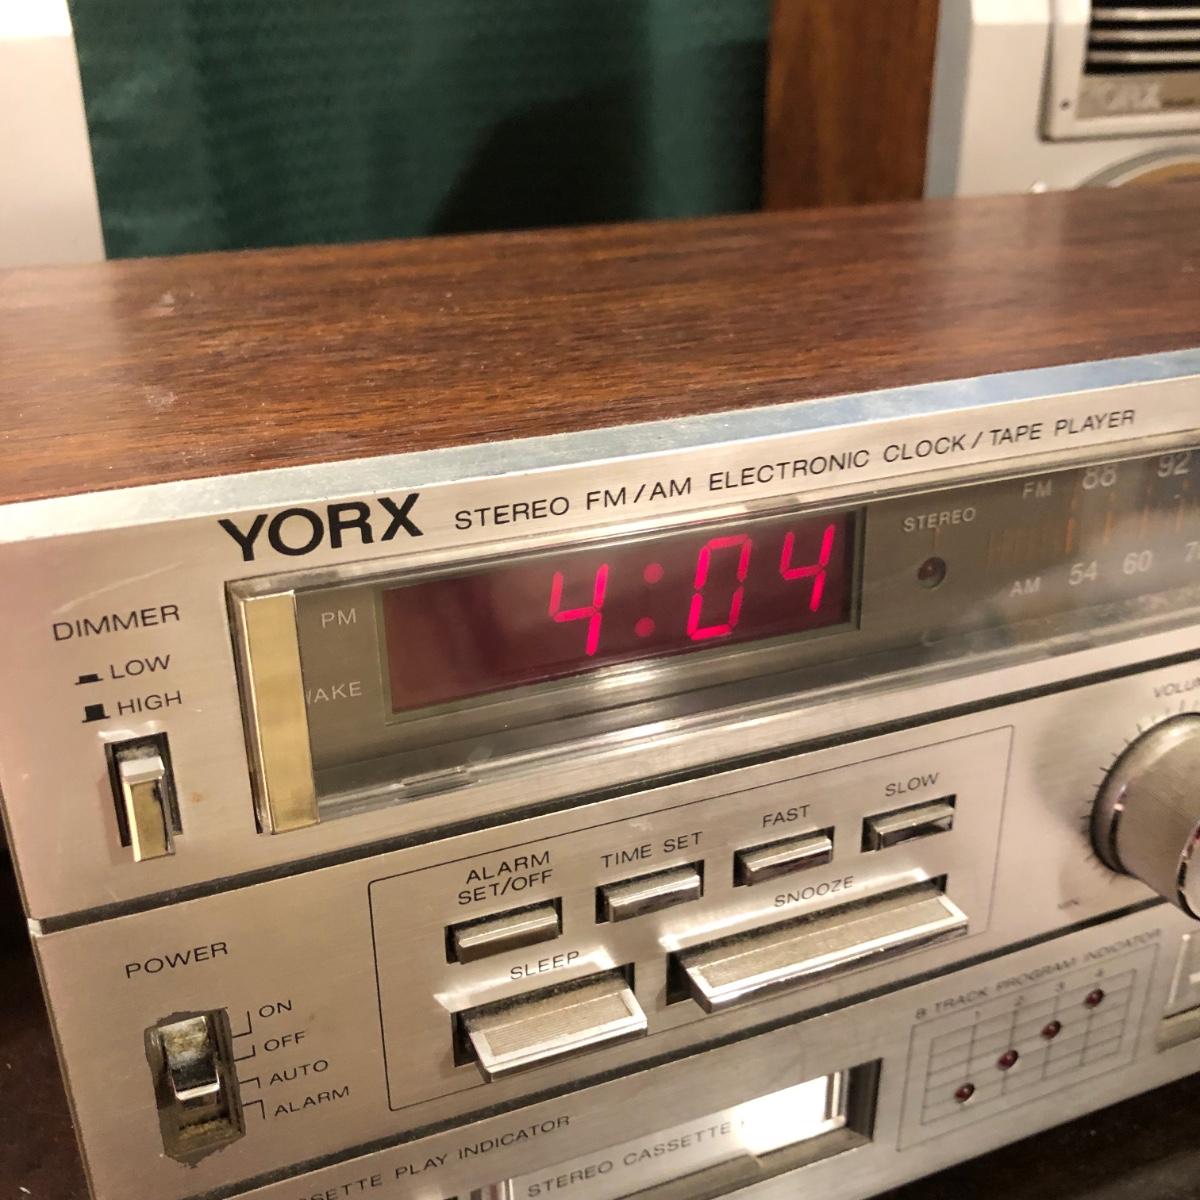 YORX
YORX STEREO FM/AM ELECTRONIC CLOCK/TAPE PLAYER
DIMMER
LOW
HIGH
PM
4:04
STEREO
FM 88 92
AM 54 60
ALARM
SET/OFF
TIME SET
FAST
SLOW
SLEEP
SNOOZE
POWER
ON
OFF
AUTO
ALARM
8 TRACK PROGRAM INDICATOR
1 2 3 4
PLAY INDICATOR
STEREO CASSETTE